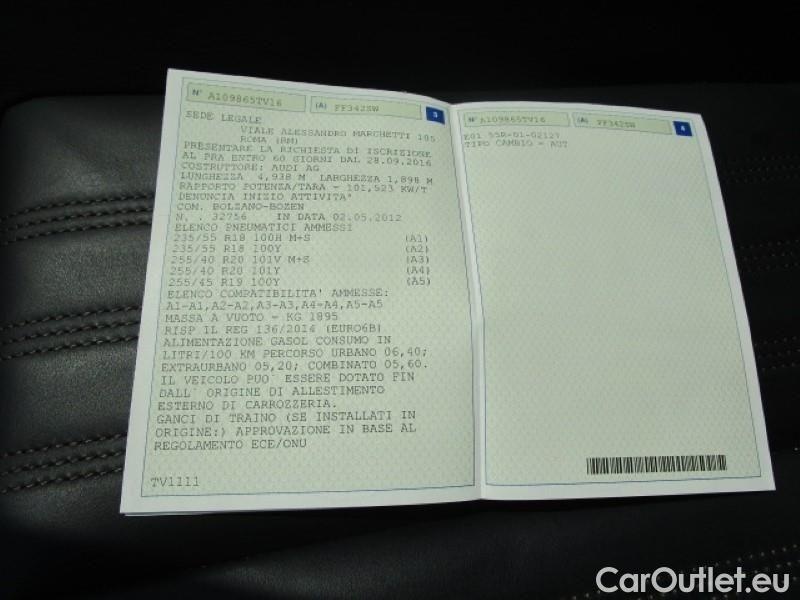 N° A109865TV16 (A) FF342SW 3
SEDE LEGALE
VIALE ALESSANDRO MARCHETTI 105
ROMA (RM)
PRESENTARE LA RICHIESTA DI ISCRIZIONE
AL PRA ENTRO 60 GIORNI DAL 28.09.2016
COSTRUTTORE: AUDI AG
LUNGHEZZA 4,938 M LARGHEZZA 1,898 M
RAPPORTO POTENZA/TARA - 101,523 KW/T
DENUNCIA INIZIO ATTIVITA'
COM. BOLZANO-BOZEN
N. . 32756 IN DATA 02.05.2012
ELENCO PNEUMATICI AMMESSI
235/55 R18 100H M+S (A1)
235/55 R18 100Y (A2)
255/40 R20 101V M+S (A3)
255/40 R20 101Y (A4)
255/45 R19 100Y (A5)
ELENCO COMPATIBILITA' AMMESSE:
A1-A1,A2-A2,A3-A3,A4-A4,A5-A5
MASSA A VUOTO - KG 1895
RISP IL REG 136/2014 (EURO6B)
ALIMENTAZIONE GASOL CONSUMO IN
LITRI/100 KM PERCORSO URBANO 06,40;
EXTRAURBANO 05,20; COMBINATO 05,60.
IL VEICOLO PUO` ESSERE DOTATO FIN
DALL` ORIGINE DI ALLESTIMENTO
ESTERNO DI CARROZZERIA.
GANCI DI TRAINO (SE INSTALLATI IN
ORIGINE:) APPROVAZIONE IN BASE AL
REGOLAMENTO ECE/ONU
TV1111
N° A109865TV16 (A) FF342SW 4
E01 55R-01-02127
TIPO CAMBIO - AUT
CarOutlet.eu